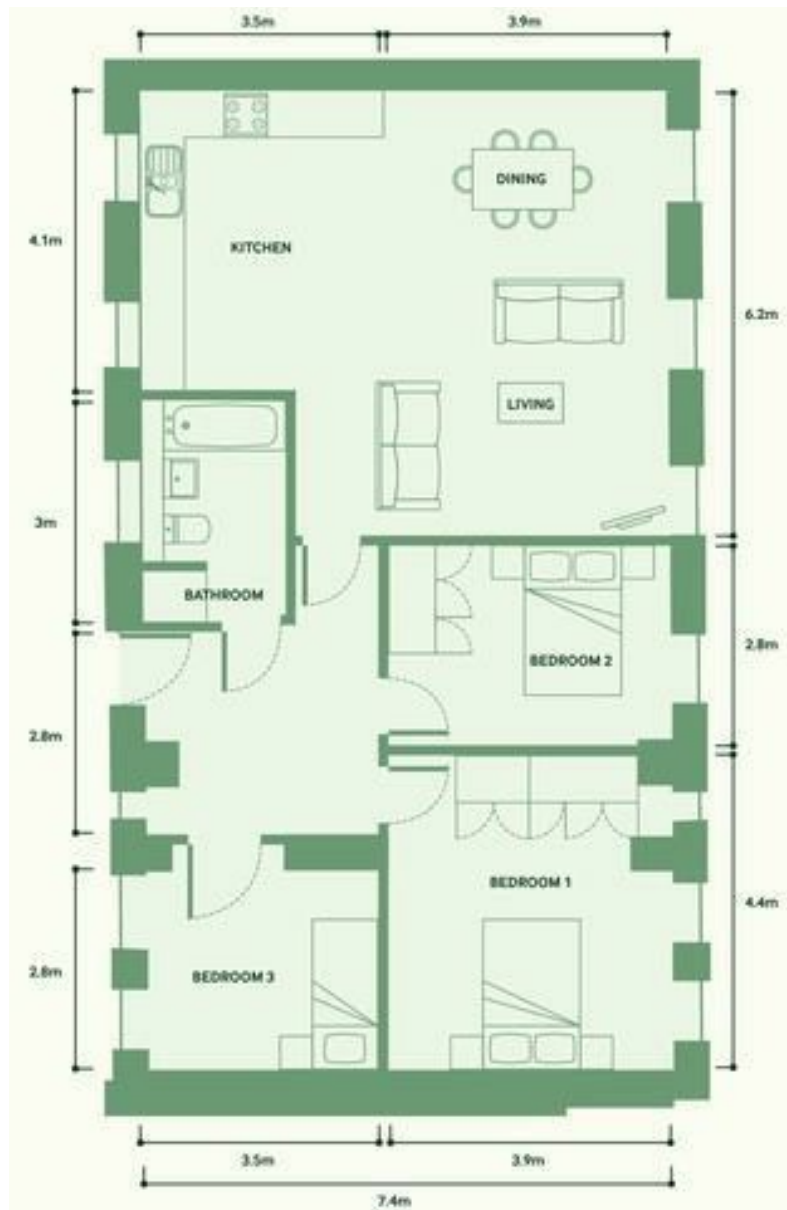 3.5m
3.9m
DINING
4.1m
KITCHEN
6.2m
LIVING
3m
BATHROOM
BEDROOM 2
2.8m
2.8m
BEDROOM 1
4.4m
2.8m
BEDROOM 3
3.5m
3.9m
7.4m